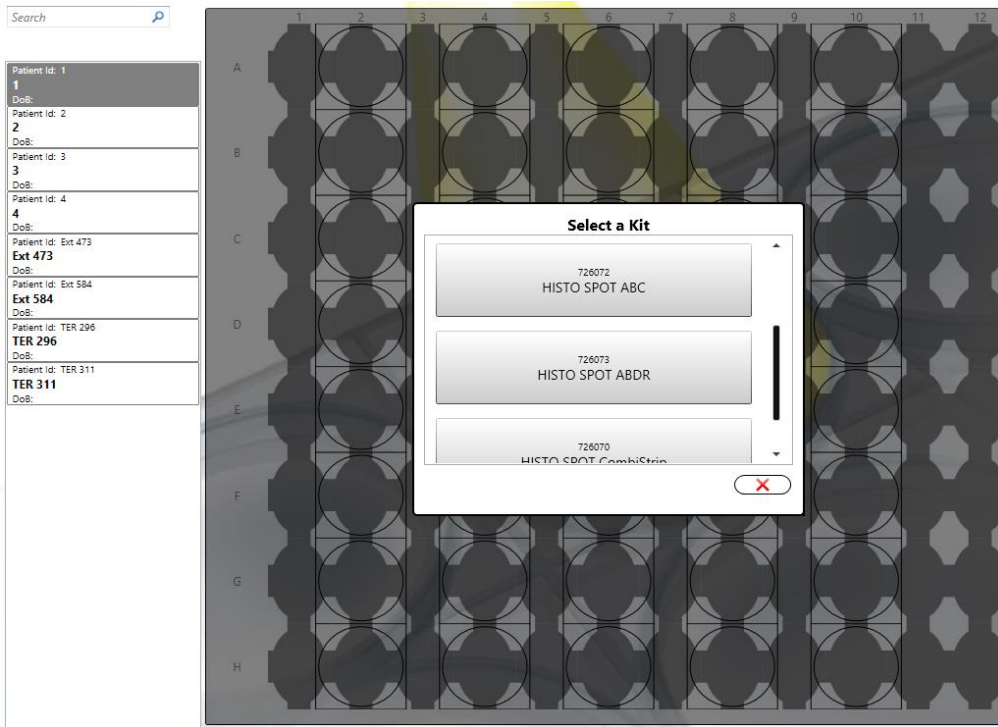 Search
Patient Id: 1
1
DoB:
Patient Id: 2
2
DoB:
Patient Id: 3
3
DoB:
Patient Id: 4
4
DoB:
Patient Id: Ext 473
Ext 473
DoB:
Patient Id: Ext 584
Ext 584
DoB:
Patient Id: TER 296
TER 296
DoB:
Patient Id: TER 311
TER 311
DoB:
1 2 3 4 5 6 7 8 9 10 11 12
A
B
C
D
E
F
G
H
Select a Kit
726072
HISTO SPOT ABC
726073
HISTO SPOT ABDR
726070
HISTO SPOT CombiStrip